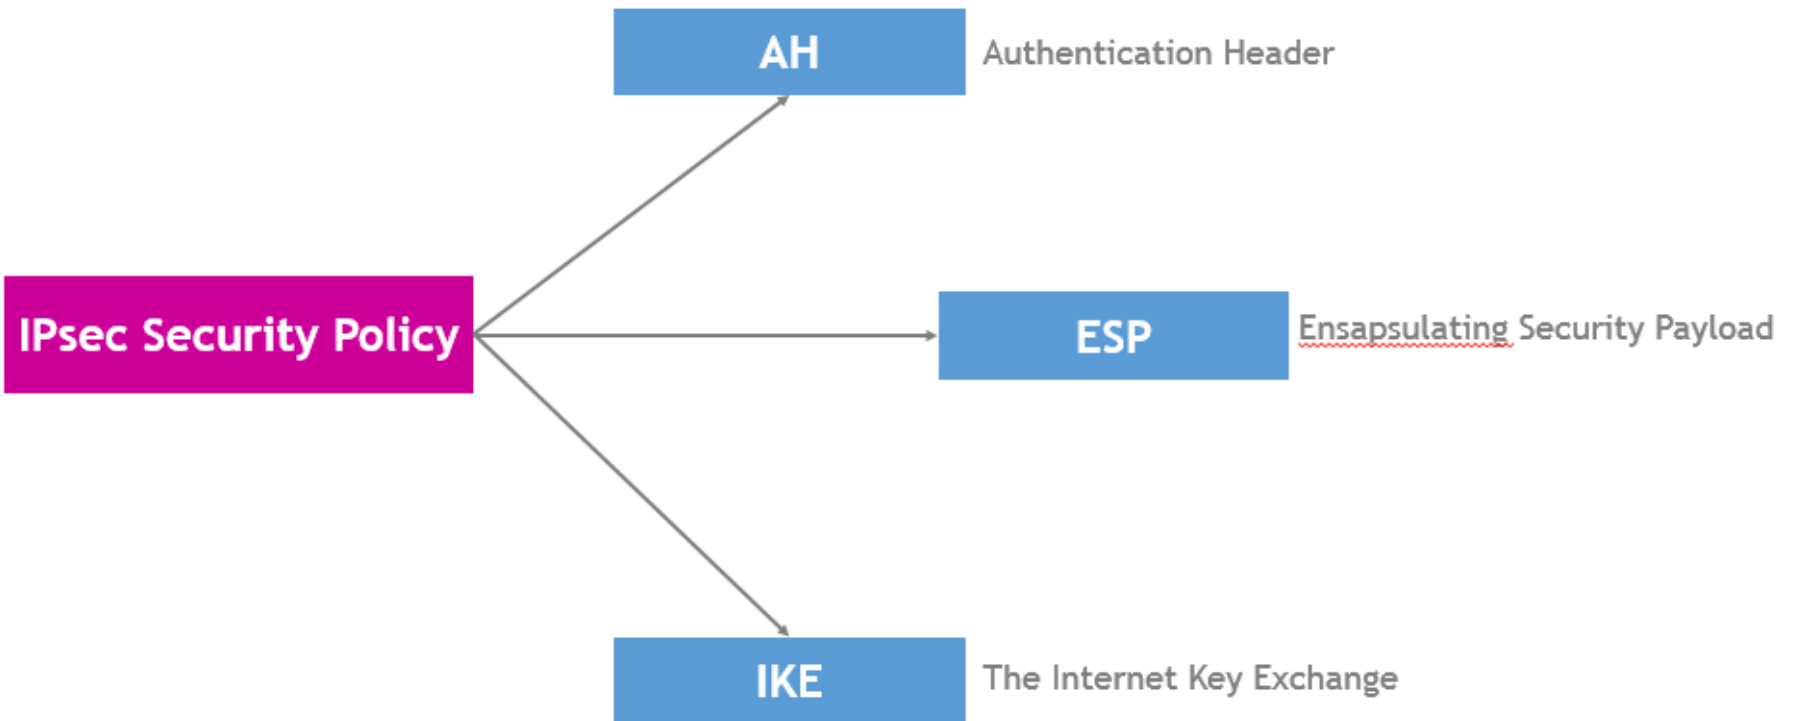 AH
Authentication Header
IPsec Security Policy
ESP
Ensapsulating Security Payload
IKE
The Internet Key Exchange